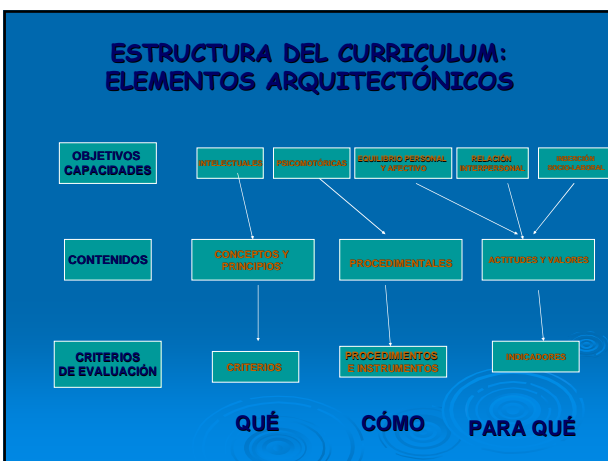 ESTRUCTURA DEL CURRICULUM:
ELEMENTOS ARQUITECTÓNICOS
OBJETIVOS
CAPACIDADES
INTELECTUALES
PSICOMOTÓSICAS
EQUILIBRIO PERSONAL
Y AFECTIVO
RELACIÓN
INTERPERSONAL
CONTENIDOS
CONCEPTOS Y
PRINCIPIOS
PROCEDIMENTALES
ACTITUDES Y VALORES
CRITERIOS
DE EVALUACIÓN
CRITERIOS
PROCEDIMIENTOS
E INSTRUMENTOS
INDICADORES
QUÉ
CÓMO
PARA QUÉ